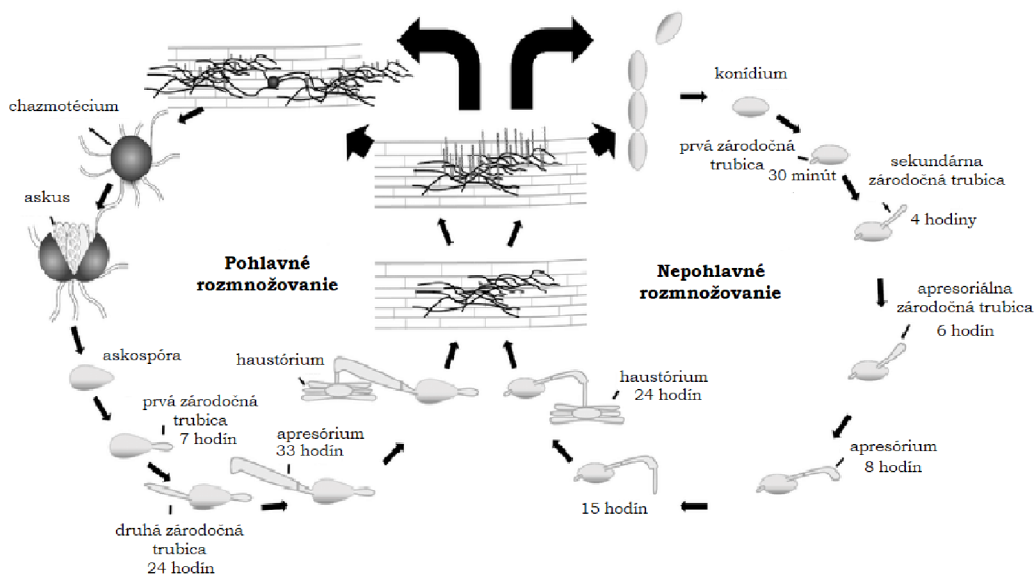 chazmotécium
askus
Pohlavné
rozmnožovanie
askospóra
prvá zárodočná
trubica
7 hodín
druhá zárodočná
trubica
24 hodín
apresórium
33 hodín
haustórium
konídium
prvá zárodočná
trubica
30 minút
sekundárna
zárodočná trubica
4 hodiny
Nepohlavné
rozmnožovanie
apresoriálna
zárodočná trubica
6 hodín
apresórium
8 hodín
15 hodín
haustórium
24 hodín